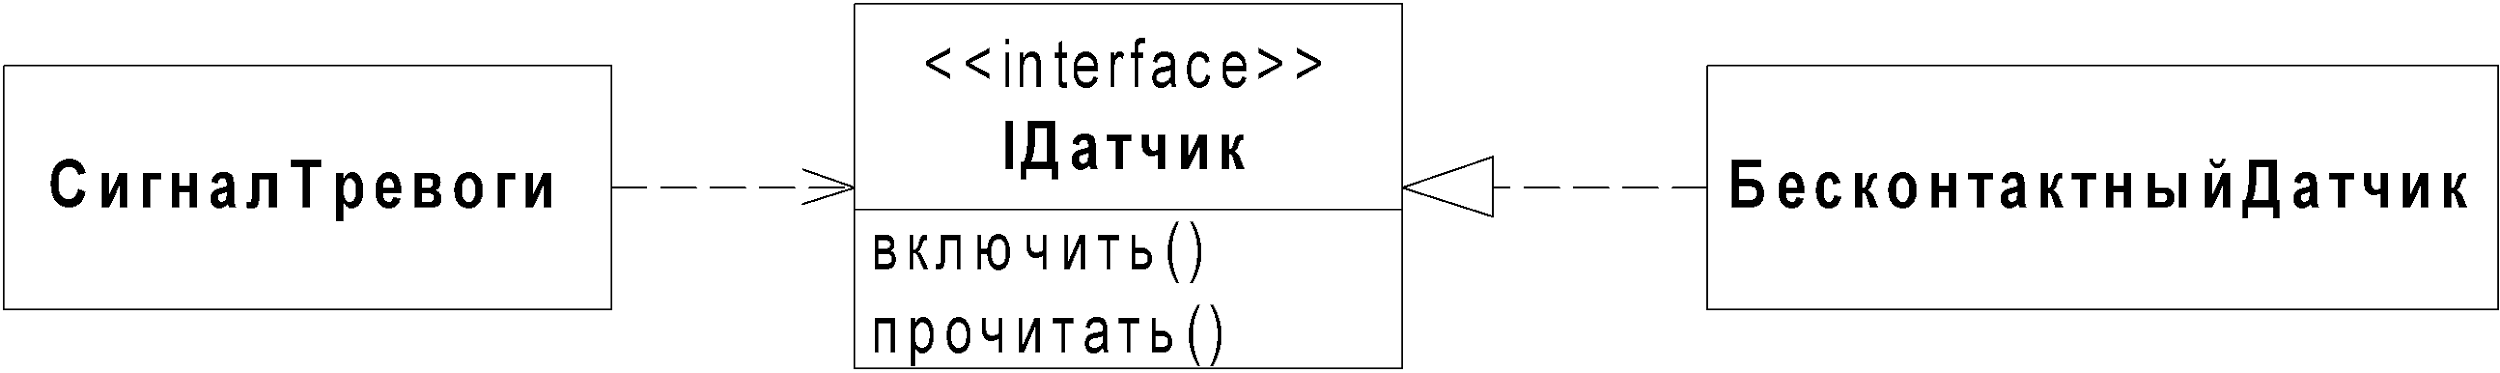 СигналТревоги
<<interface>>
IДатчик
включить()
прочитать()
БесконтактныйДатчик